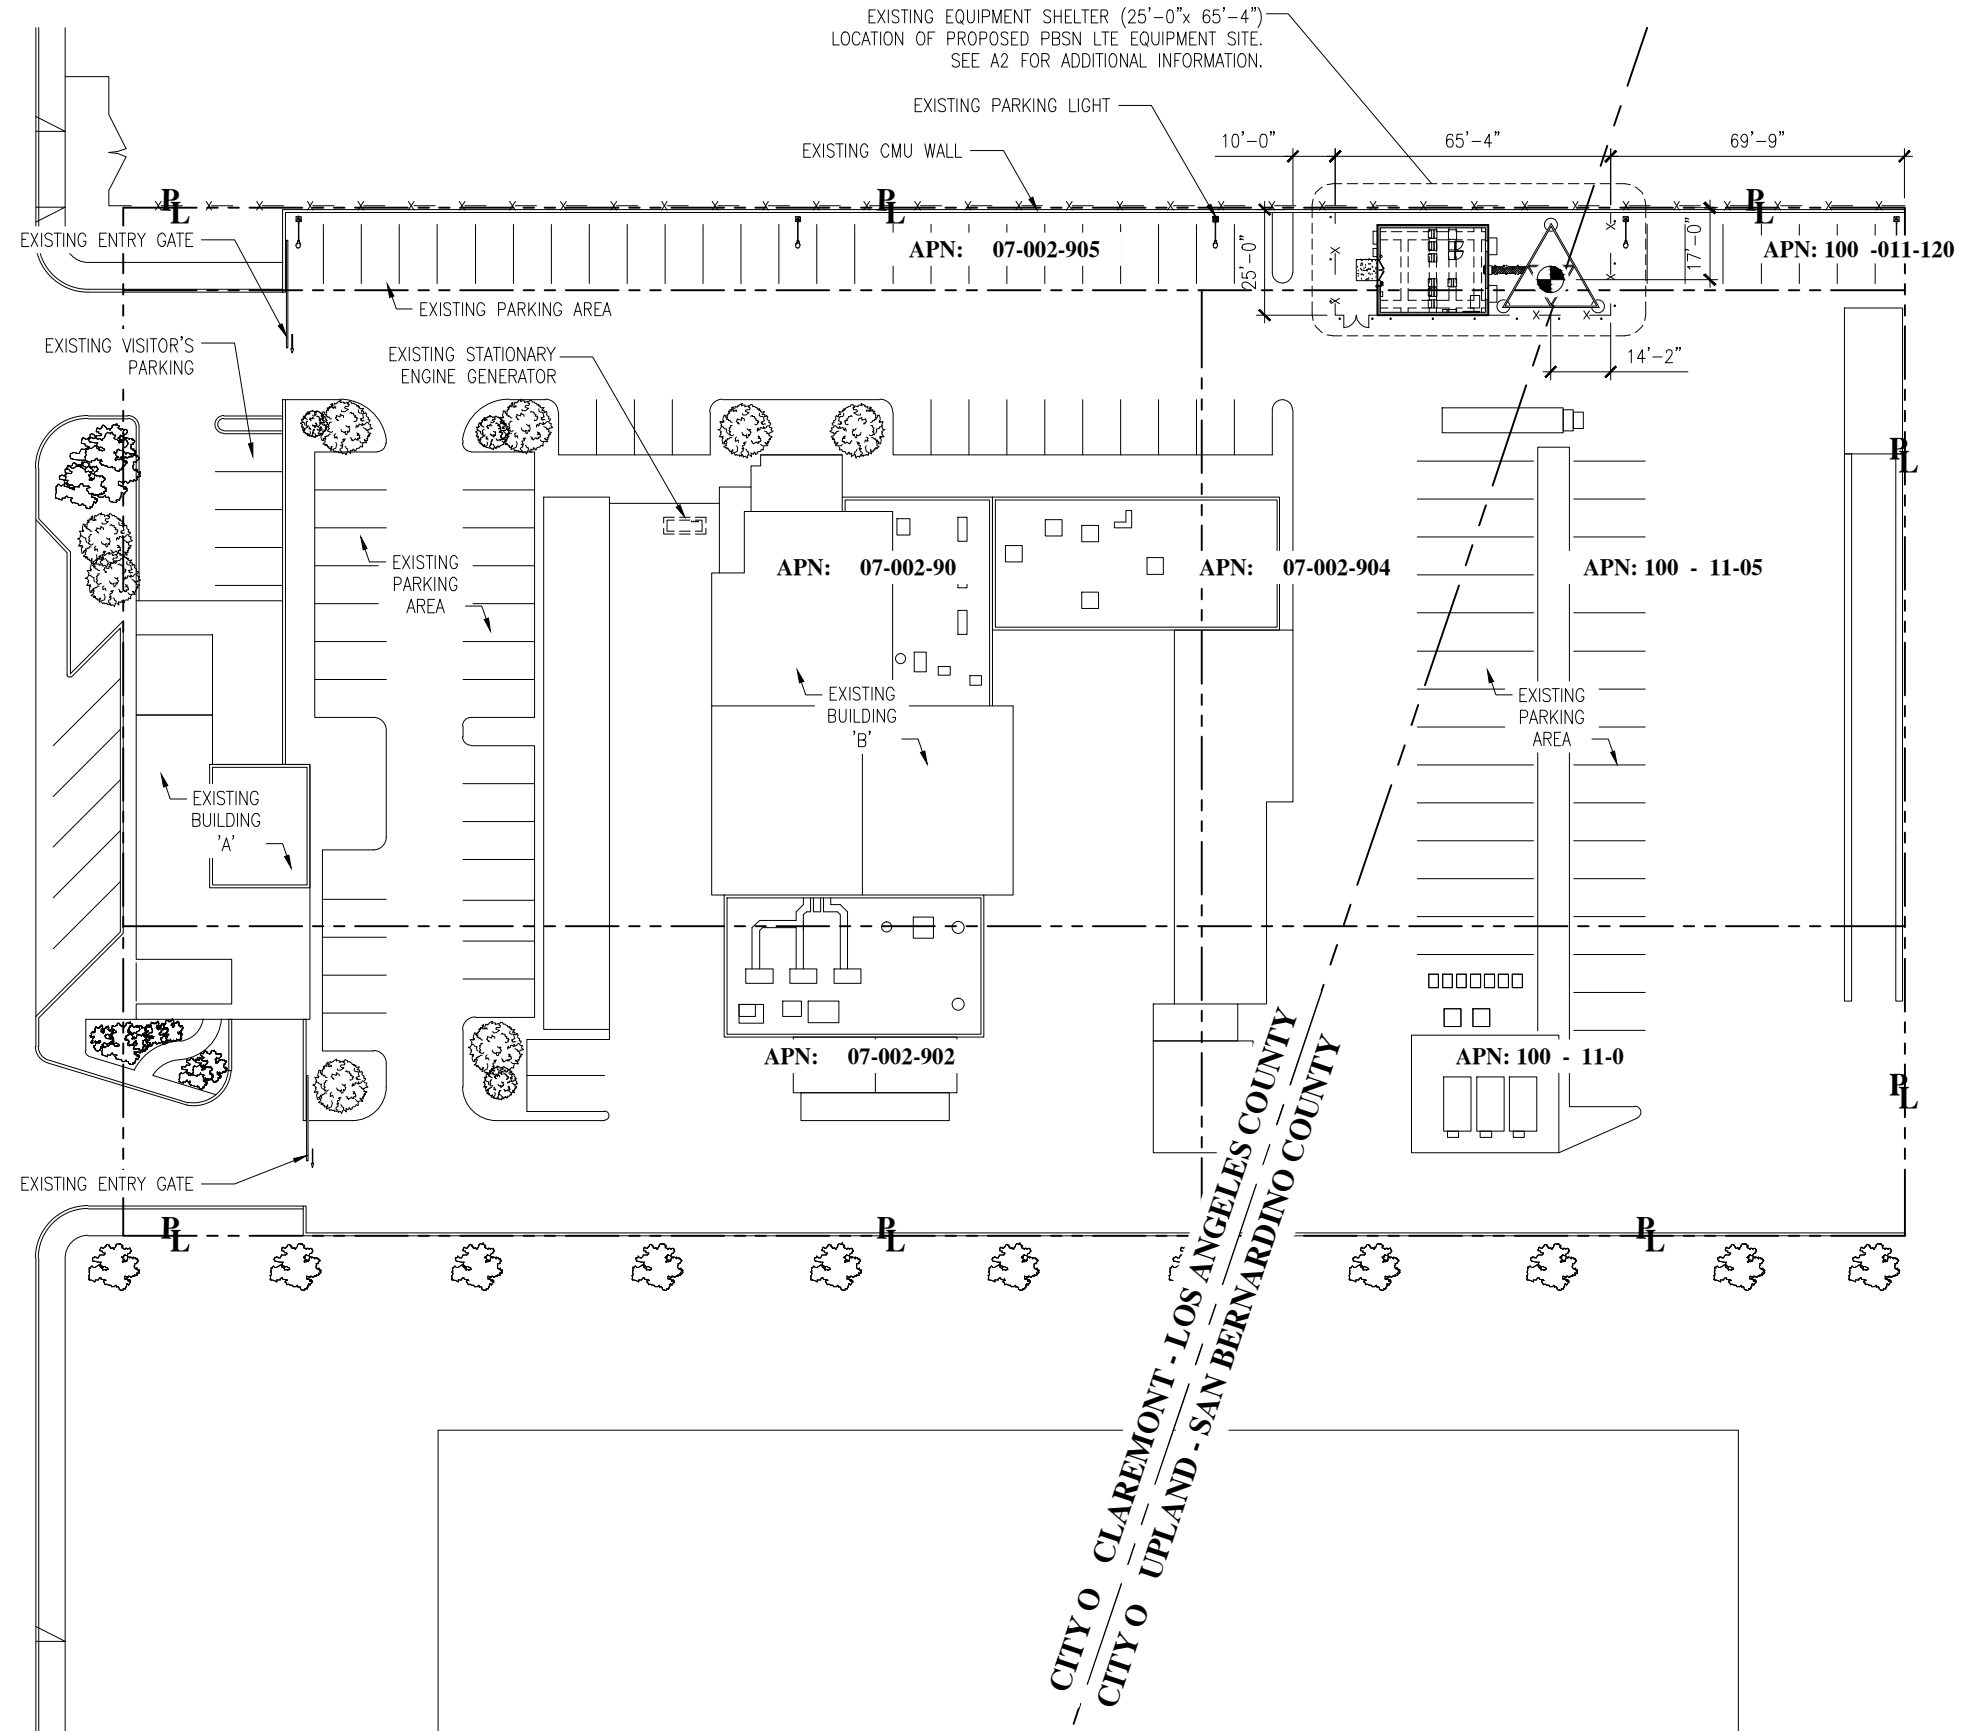 EXISTING EQUIPMENT SHELTER (25'-0"x 65'-4")
LOCATION OF PROPOSED PBSN LTE EQUIPMENT SITE.
SEE A2 FOR ADDITIONAL INFORMATION.
EXISTING PARKING LIGHT
EXISTING CMU WALL
10'-0"
65'-4"
69'-9"
PL
PL
PL
EXISTING ENTRY GATE
APN: 07-002-905
25'-0"
17'-0"
APN: 100 -011-120
EXISTING PARKING AREA
EXISTING VISITOR'S
PARKING
EXISTING STATIONARY
ENGINE GENERATOR
14'-2"
PL
EXISTING
PARKING
AREA
APN: 07-002-90
APN: 07-002-904
APN: 100 - 11-05
EXISTING
BUILDING
'B'
EXISTING
PARKING
AREA
EXISTING
BUILDING
'A'
APN: 07-002-902
APN: 100 - 11-0
PL
EXISTING ENTRY GATE
PL
PL
PL
CITY O CLAREMONT - LOS ANGELES COUNTY
CITY O UPLAND - SAN BERNARDINO COUNTY